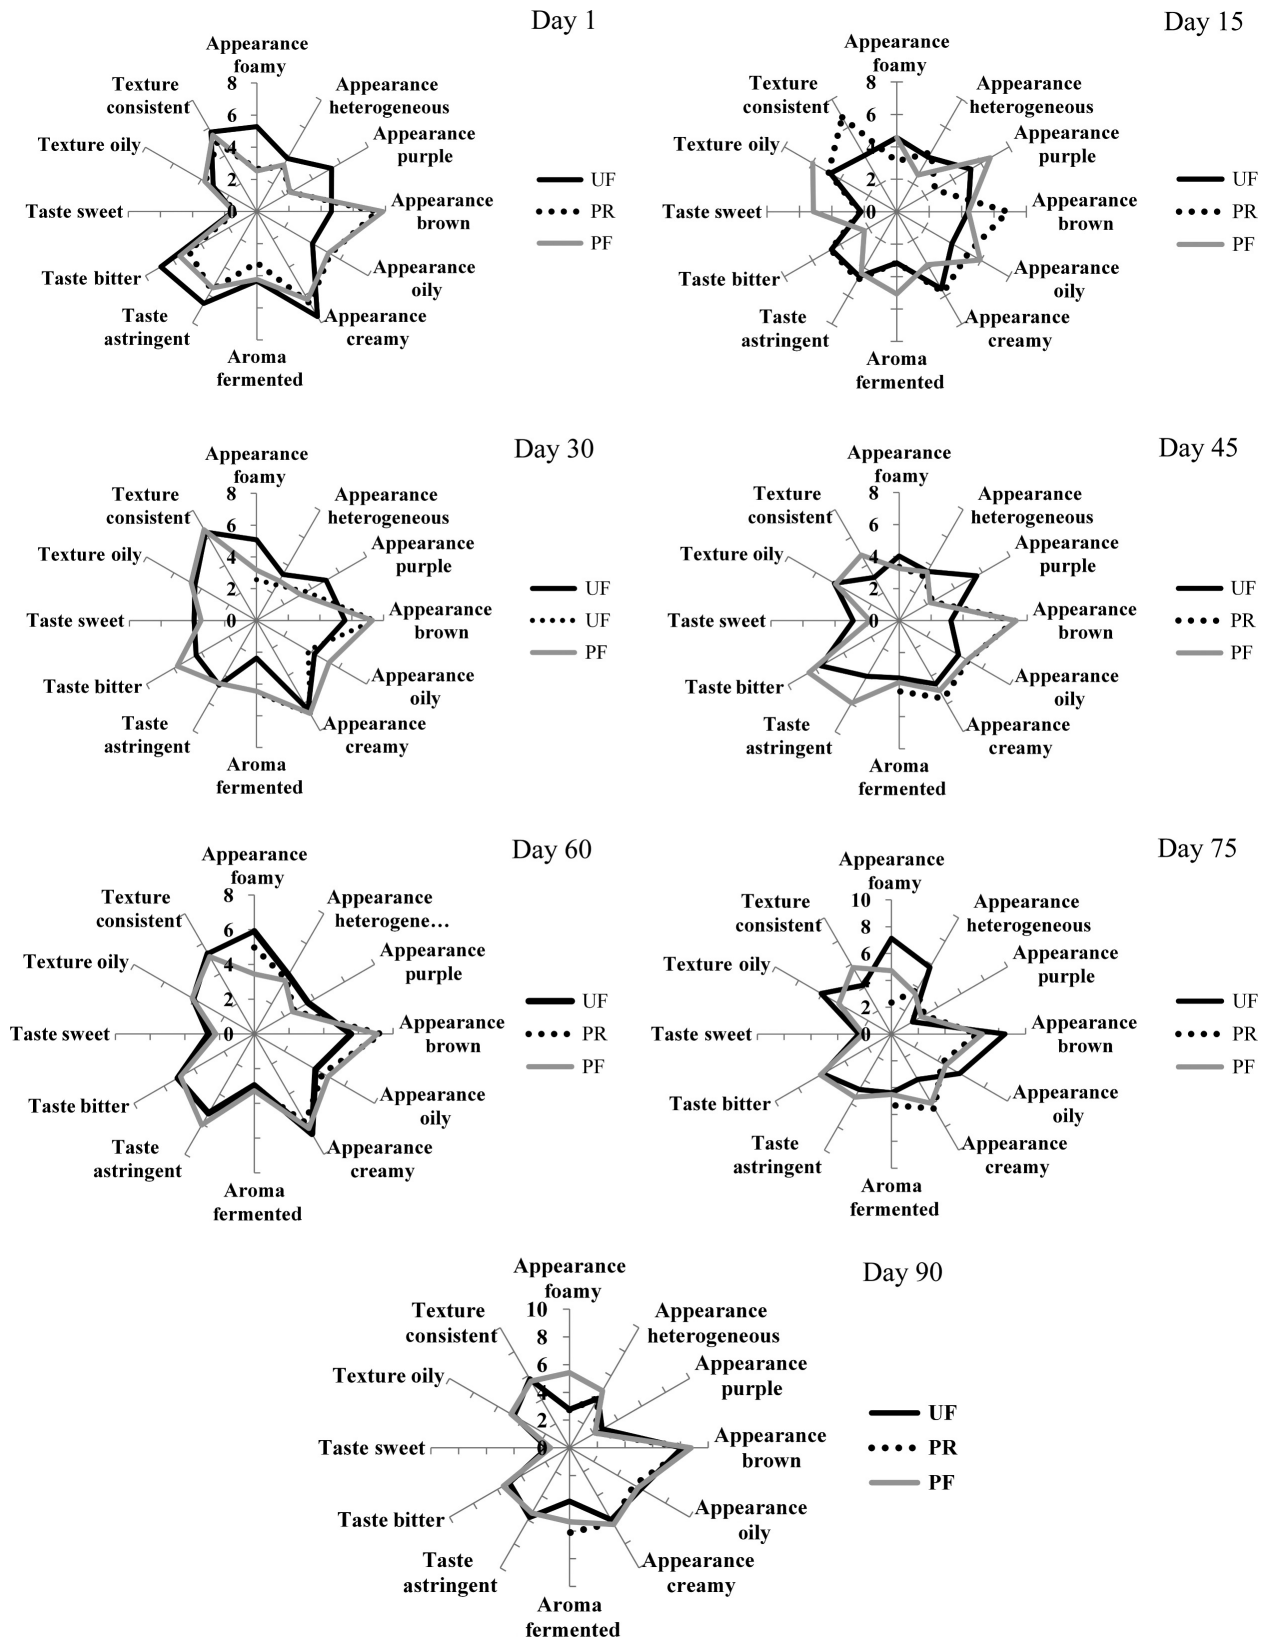 Day 1
Appearance
foamy
Texture
consistent
Appearance
heterogeneous
Appearance
purple
Texture oily
Taste sweet
Appearance
brown
Taste bitter
Appearance
oily
Taste
astringent
Appearance
creamy
Aroma
fermented
8
6
4
2
0
UF
PR
PF
Day 15
Appearance
foamy
Texture
consistent
Appearance
heterogeneous
Appearance
purple
Texture oily
Taste sweet
Appearance
brown
Taste bitter
Appearance
oily
Taste
astringent
Appearance
creamy
Aroma
fermented
8
6
4
2
0
UF
PR
PF
Day 30
Appearance
foamy
Texture
consistent
Appearance
heterogeneous
Appearance
purple
Texture oily
Taste sweet
Appearance
brown
Taste bitter
Appearance
oily
Taste
astringent
Appearance
creamy
Aroma
fermented
8
6
4
2
0
UF
UF
PF
Day 45
Appearance
foamy
Texture
consistent
Appearance
heterogeneous
Appearance
purple
Texture oily
Taste sweet
Appearance
brown
Taste bitter
Appearance
oily
Taste
astringent
Appearance
creamy
Aroma
fermented
8
6
4
2
0
UF
PR
PF
Day 60
Appearance
foamy
Texture
consistent
Appearance
heterogene…
Appearance
purple
Texture oily
Taste sweet
Appearance
brown
Taste bitter
Appearance
oily
Taste
astringent
Appearance
creamy
Aroma
fermented
8
6
4
2
0
UF
PR
PF
Day 75
Appearance
foamy
Texture
consistent
Appearance
heterogeneous
Appearance
purple
Texture oily
Taste sweet
Appearance
brown
Taste bitter
Appearance
oily
Taste
astringent
Appearance
creamy
Aroma
fermented
10
8
6
4
2
0
UF
PR
PF
Day 90
Appearance
foamy
Texture
consistent
Appearance
heterogeneous
Appearance
purple
Texture oily
Taste sweet
Appearance
brown
Taste bitter
Appearance
oily
Taste
astringent
Appearance
creamy
Aroma
fermented
10
8
6
4
2
0
UF
PR
PF